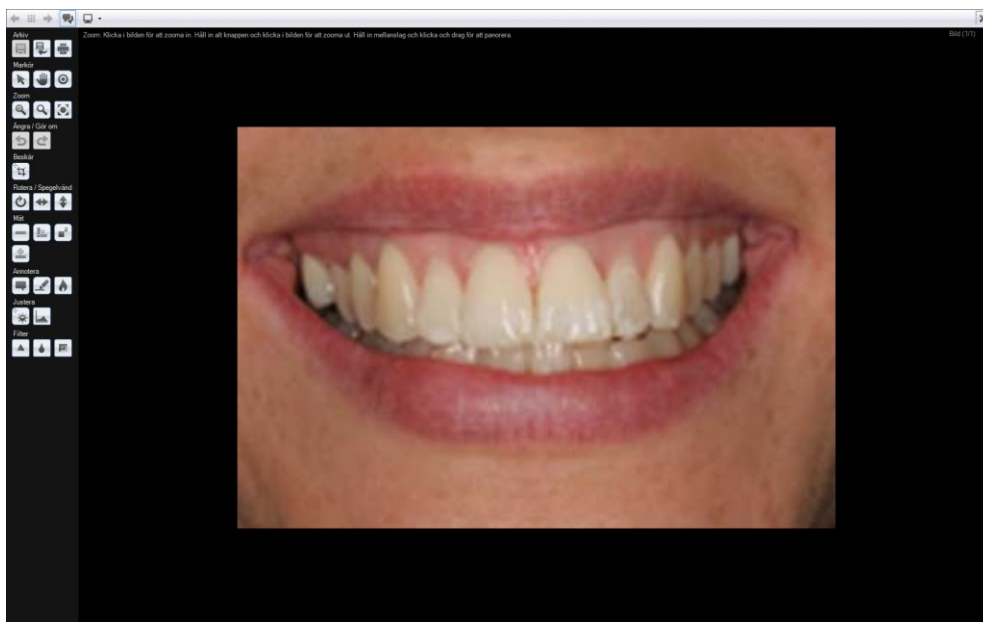 Arkiv
Zoom: Klicka i bilden för att zooma in. Håll in alt knappen och klicka i bilden för att zooma ut. Håll in mellanslag och klicka och drag för att panorera.
Bild (1/1)
Markör
Zoom
Ångra / Gör om
Beskär
Rotera / Spegelvänd
Mät
Annotera
Justera
Filter